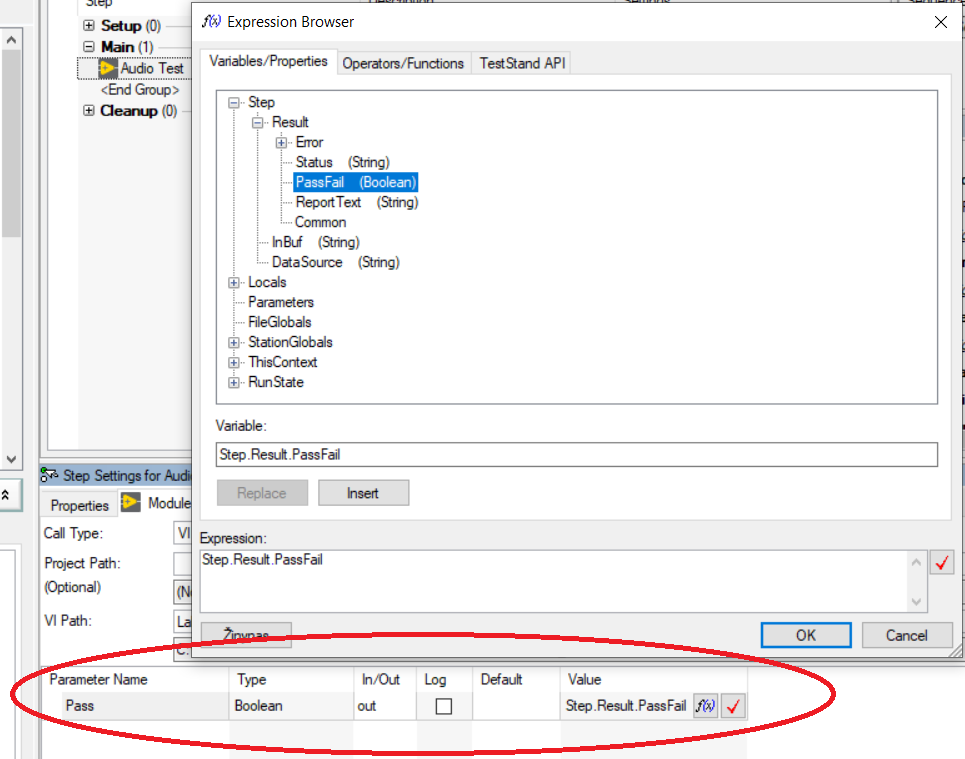 Step
f(x) Expression Browser
Setup (0)
Main (1)
Audio Test
<End Group>
Cleanup (0)
Variables/Properties
Operators/Functions
TestStand API
Step
Result
Error
Status (String)
PassFail (Boolean)
ReportText (String)
Common
InBuf (String)
DataSource (String)
Locals
Parameters
FileGlobals
StationGlobals
ThisContext
RunState
Variable:
Step.Result.PassFail
Replace
Insert
Expression:
Step.Result.PassFail
Žinynas
OK
Cancel
Step Settings for Audi
Properties
Module
Call Type:
VI
Project Path:
(Optional)
VI Path:
La
C:
Parameter Name Type In/Out Log Default Value
Pass Boolean out Step.Result.PassFail f(x)